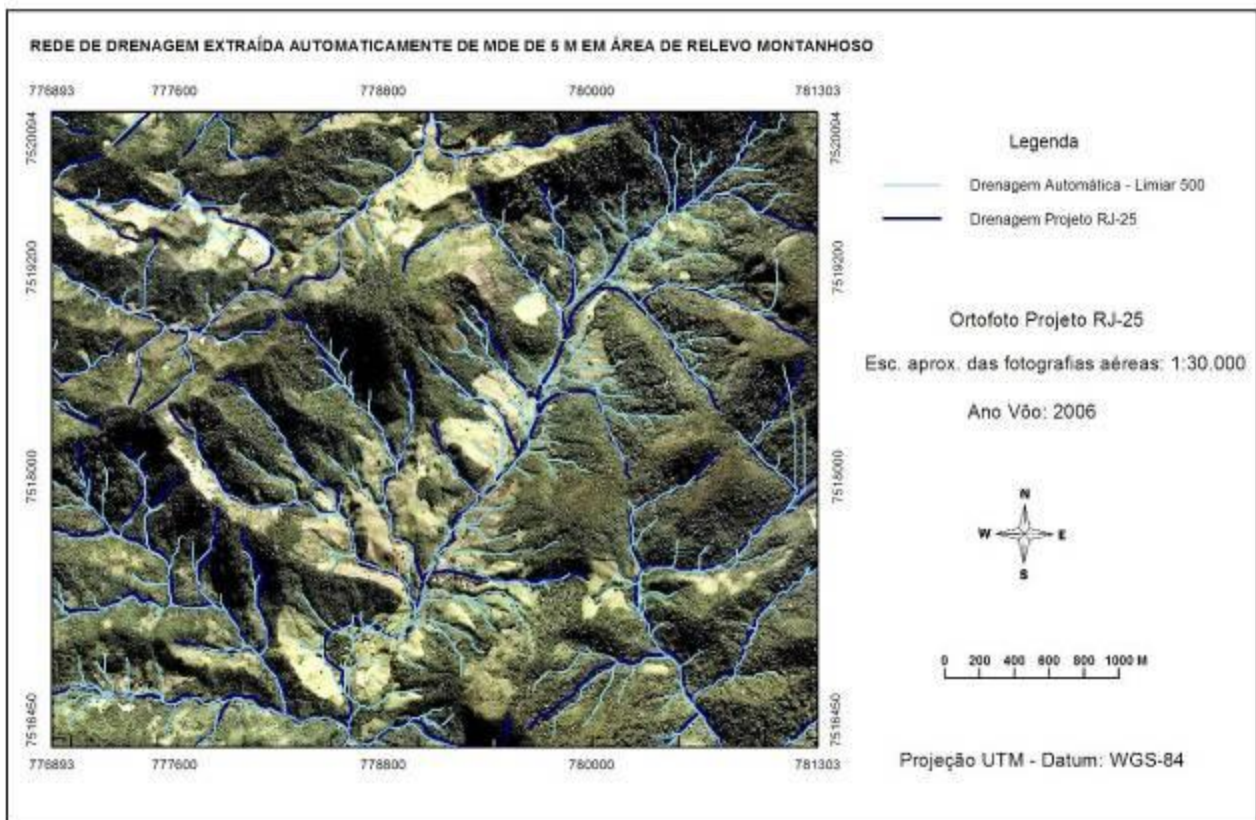 REDE DE DRENAGEM EXTRAÍDA AUTOMATICAMENTE DE MDE DE 5 M EM ÁREA DE RELEVO MONTANHOSO
776893 777600 778800 780000 781303
7520094
7519200
7518000
7516450
7520094
7519200
7518000
7516450
776893 777600 778800 780000 781303
Legenda
Drenagem Automática - Limiar 500
Drenagem Projeto RJ-25
Ortofoto Projeto RJ-25
Esc. aprox. das fotografias aéreas: 1:30.000
Ano Vôo: 2006
N
W E
S
0 200 400 600 800 1000 M
Projeção UTM - Datum: WGS-84